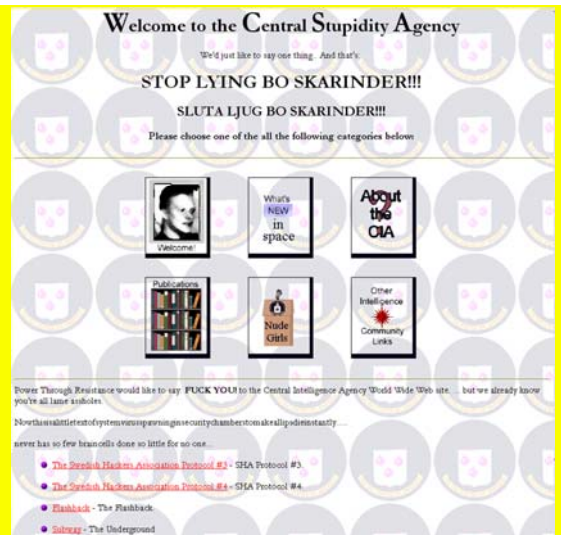 Welcome to the Central Stupidity Agency
We'd just like to say one thing . And that's:
STOP LYING BO SKARINDER!!!
SLUTA LJUG BO SKARINDER!!!
Please choose one of the all the following categories below:
Welcome!
What's
NEW
in
space
About
the
CIA
Publications
Nude
Girls
Other
Intelligence
Community
Links
Power Through Resistance would like to say: FUCK YOU! to the Central Intelligence Agency World Wide Web site. ... but we already know
you're all lame assholes.
Nowthisisalittletextofsystemvirusspawninginsecuritychamberstomakeallipsdieinstantly.....
never has so few braincells done so little for no one...
The Swedish Hackers Association Protocol #3 - SHA Protocol #3.
The Swedish Hackers Association Protocol #4 - SHA Protocol #4.
Flashback - The Flashback.
Subway - The Underground